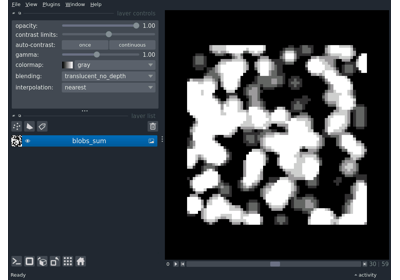 File View Plugins Window Help
layer controls
opacity: 1.00
contrast limits:
auto-contrast: once continuous
gamma: 1.00
colormap: gray
blending: translucent_no_depth
interpolation: nearest
layer list
blobs_sum
30 59
Ready
activity